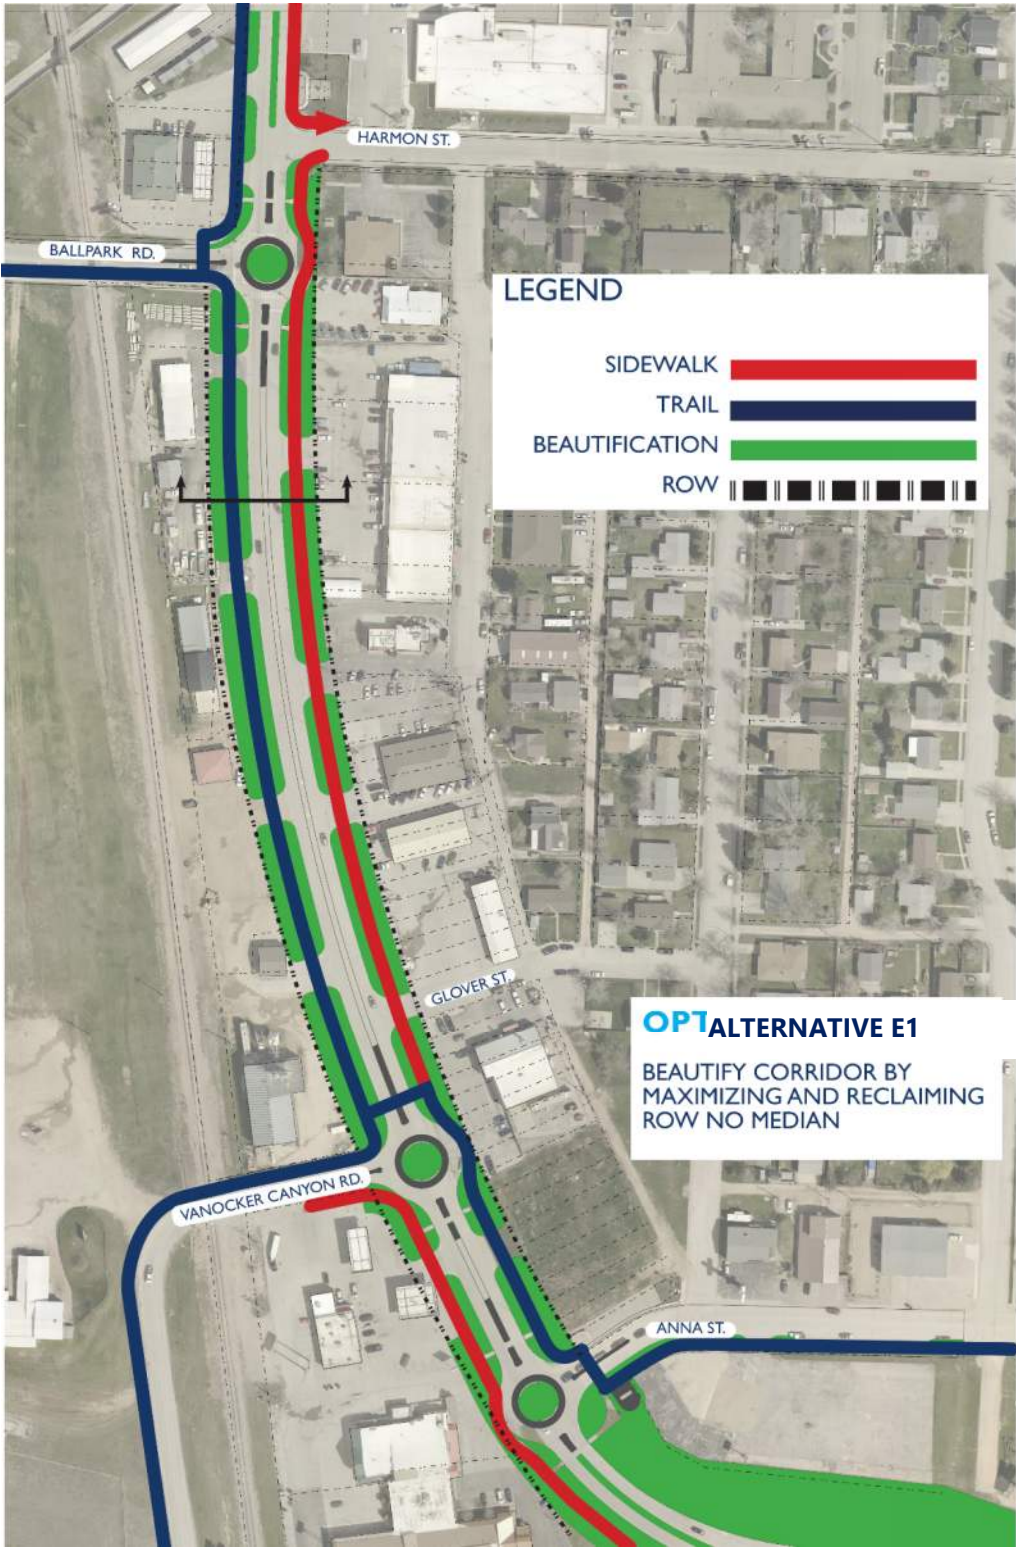 HARMON ST.
BALLPARK RD.
LEGEND
SIDEWALK
TRAIL
BEAUTIFICATION
ROW
GLOVER ST.
OPT ALTERNATIVE E1
BEAUTIFY CORRIDOR BY
MAXIMIZING AND RECLAIMING
ROW NO MEDIAN
VANOCKER CANYON RD.
ANNA ST.